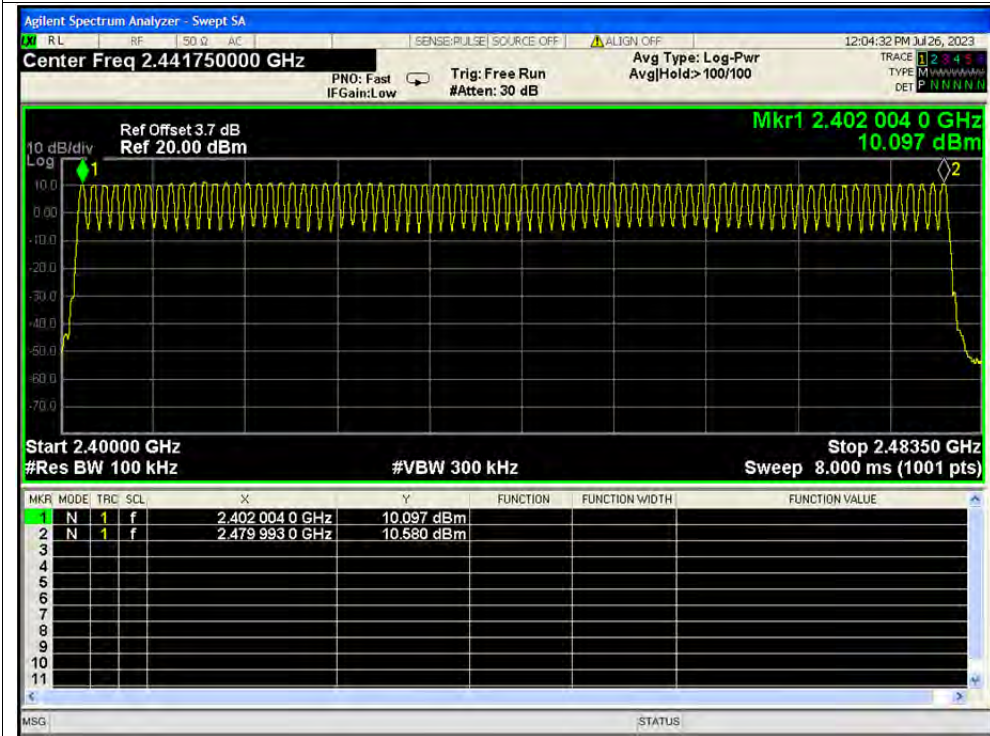 Agilent Spectrum Analyzer - Swept SA
LXI RL RF 50 Ω AC SENSE:PULSE SOURCE OFF ALIGN OFF 12:04:32 PM Jul 26, 2023
Center Freq 2.441750000 GHz
PNO: Fast
IFGain:Low
Trig: Free Run
#Atten: 30 dB
Avg Type: Log-Pwr
Avg|Hold:> 100/100
TRACE 1 2 3 4 5 6
TYPE M
DET P N N N N N
Ref Offset 3.7 dB
10 dB/div Ref 20.00 dBm
Log
Mkr1 2.402 004 0 GHz
10.097 dBm
1
2
10.0
0.00
-10.0
-20.0
-30.0
-40.0
-50.0
-60.0
-70.0
Start 2.40000 GHz Stop 2.48350 GHz
#Res BW 100 kHz #VBW 300 kHz Sweep 8.000 ms (1001 pts)
MKR MODE TRC SCL X Y FUNCTION FUNCTION WIDTH FUNCTION VALUE
1 N 1 f 2.402 004 0 GHz 10.097 dBm
2 N 1 f 2.479 993 0 GHz 10.580 dBm
3
4
5
6
7
8
9
10
11
MSG STATUS